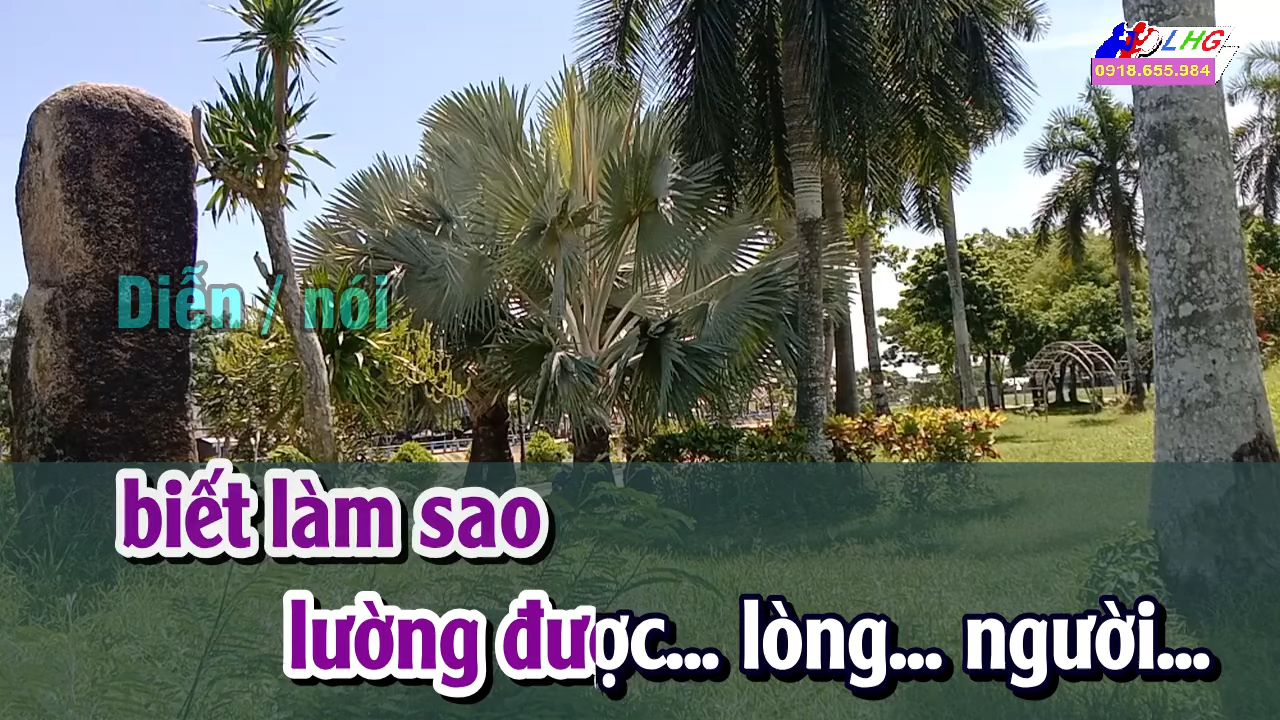 LHG
0918.655.984
Diễn / nói
biết làm sao
lường được... lòng... người...